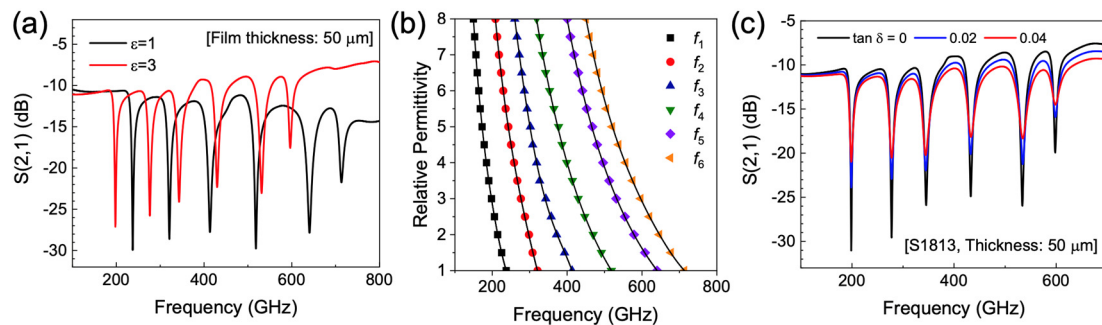 (a)
S(2,1) (dB)
-5
-10
-15
-20
-25
-30
[Film thickness: 50 μm]
ε=1
ε=3
200
400
600
800
Frequency (GHz)
(b)
Relative Permittivity
8
7
6
5
4
3
2
1
f1
f2
f3
f4
f5
f6
200
400
600
800
Frequency (GHz)
(c)
S(2,1) (dB)
-5
-10
-15
-20
-25
-30
tan δ = 0
0.02
0.04
[S1813, Thickness: 50 μm]
200
400
600
800
Frequency (GHz)